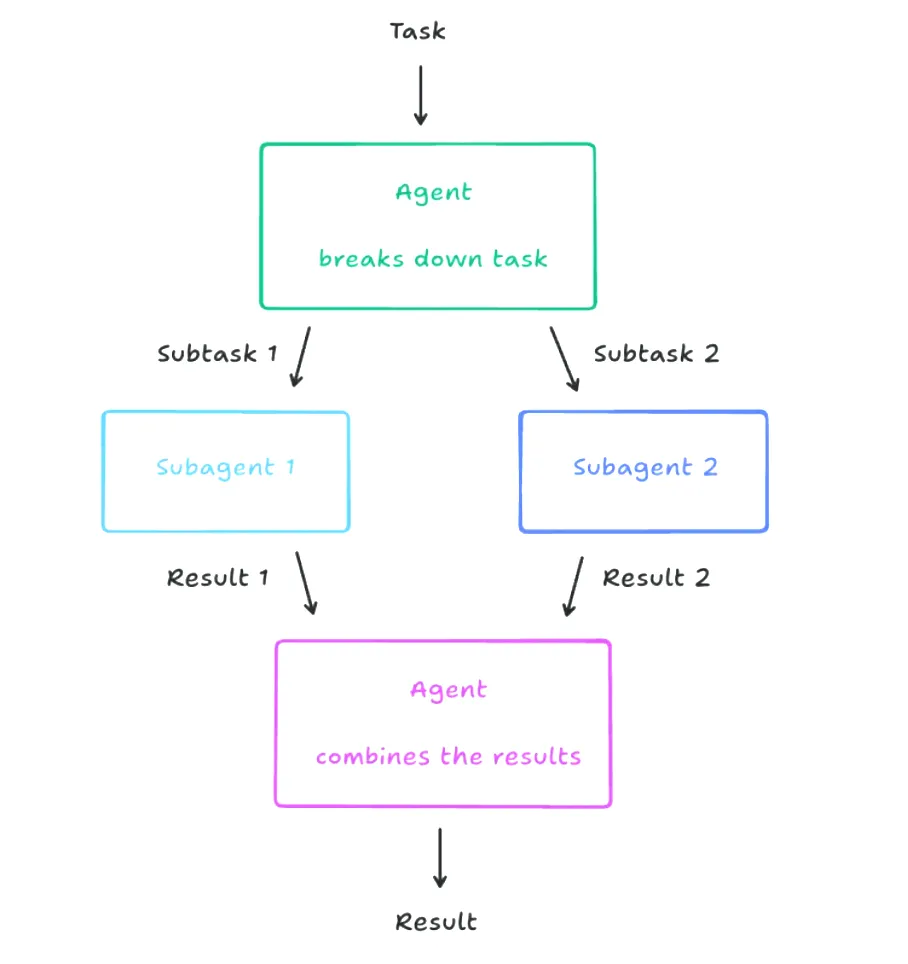 Task
Agent
breaks down task
Subtask 1
Subtask 2
Subagent 1
Subagent 2
Result 1
Result 2
Agent
combines the results
Result